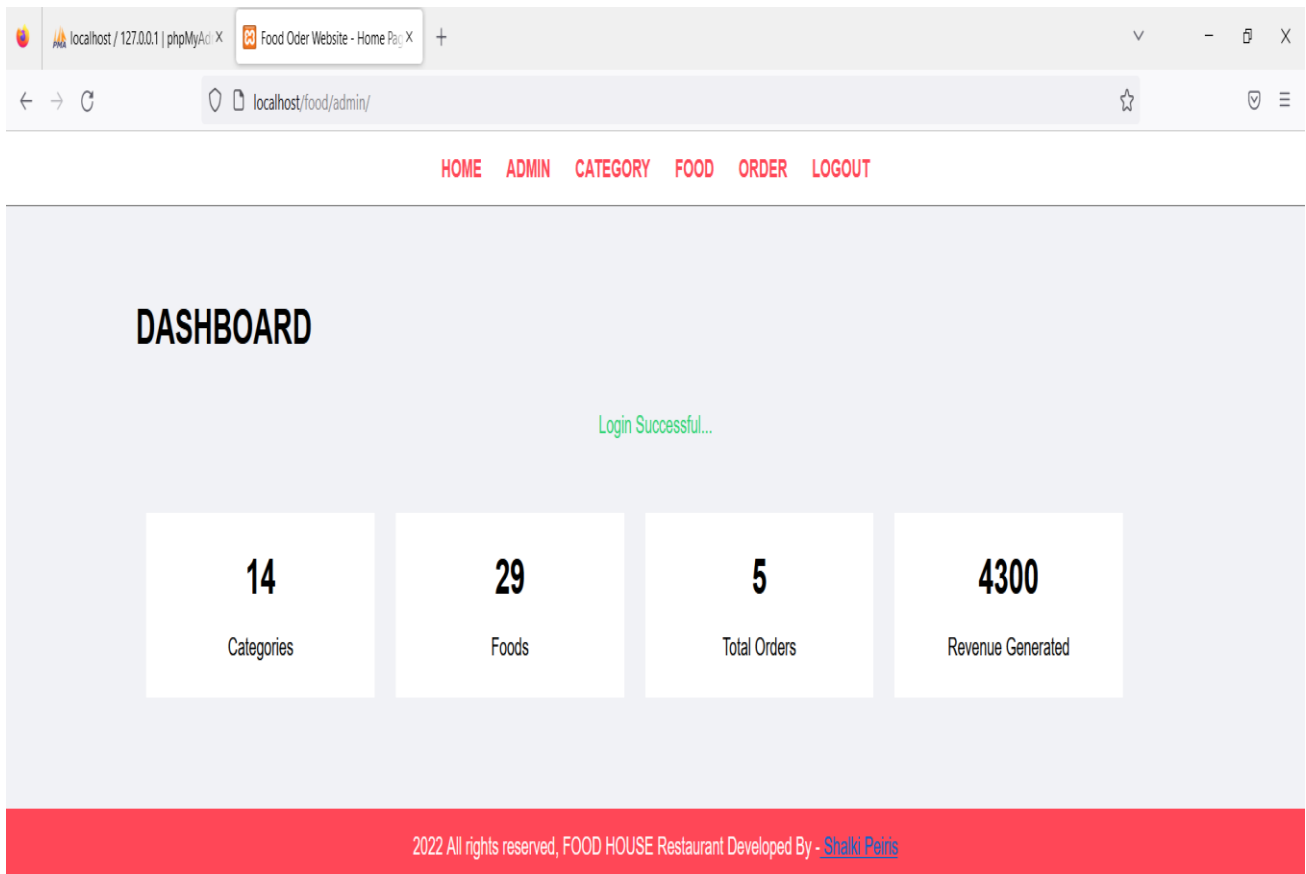 localhost / 127.0.0.1 | phpMyAdi
Food Oder Website - Home Pag
localhost/food/admin/
HOME ADMIN CATEGORY FOOD ORDER LOGOUT
DASHBOARD
Login Successful...
14 29 5 4300
Categories Foods Total Orders Revenue Generated
2022 All rights reserved, FOOD HOUSE Restaurant Developed By - Shalki Peiris